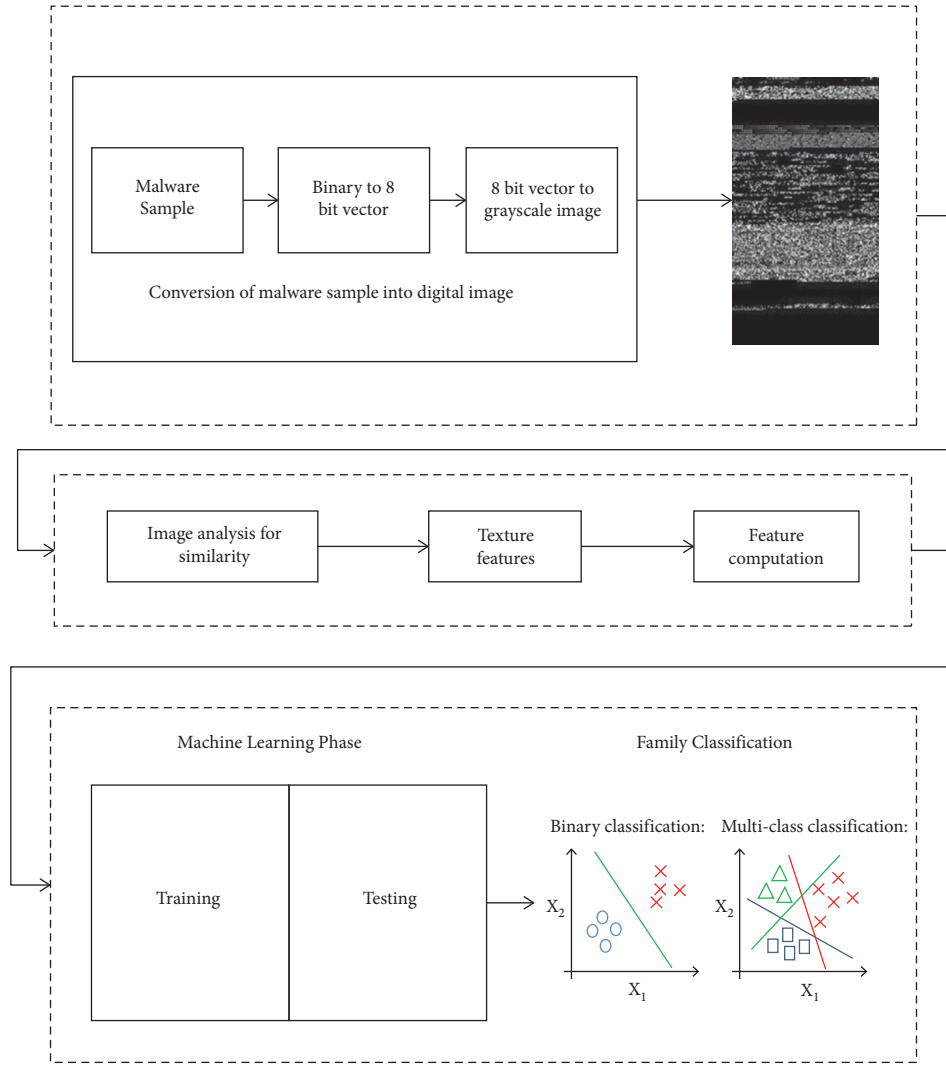 Malware
Sample
Binary to 8
bit vector
8 bit vector to
grayscale image
Conversion of malware sample into digital image
Image analysis for
similarity
Texture
features
Feature
computation
Machine Learning Phase
Family Classification
Training
Testing
Binary classification:
X2
X1
Multi-class classification:
X2
X1